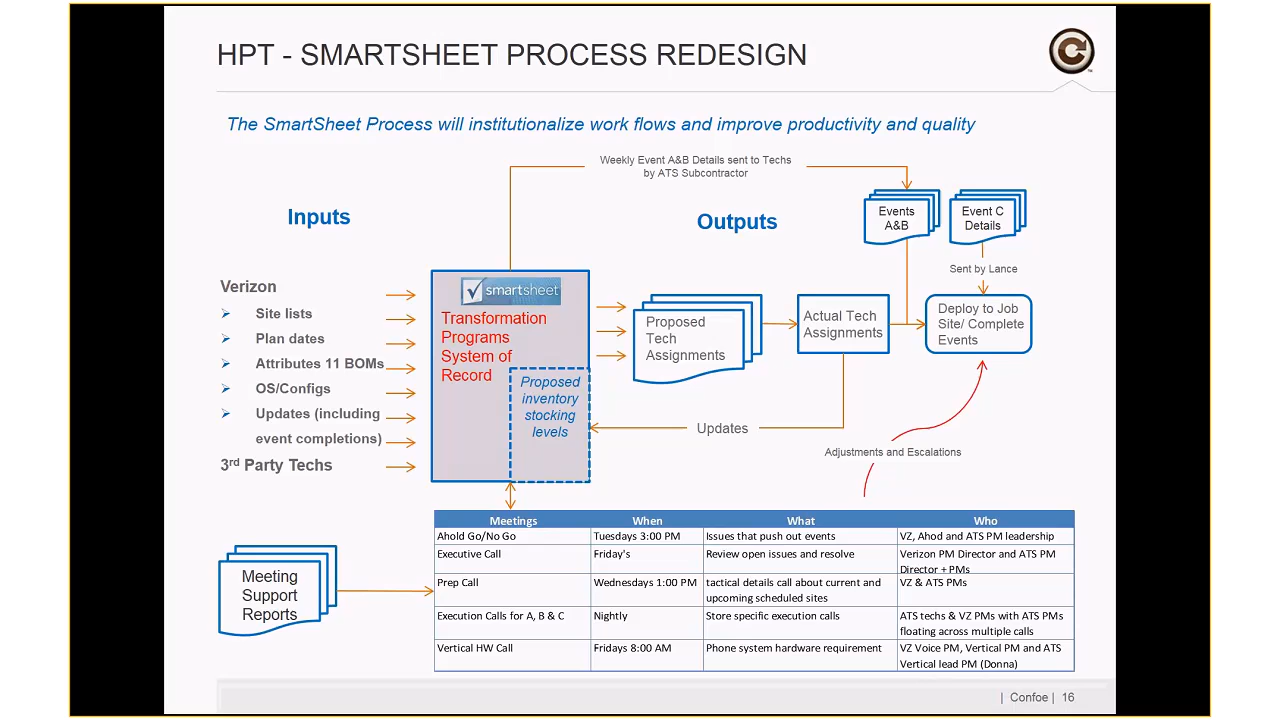 HPT - SMARTSHEET PROCESS REDESIGN
The SmartSheet Process will institutionalize work flows and improve productivity and quality
Weekly Event A&B Details sent to Techs
by ATS Subcontractor
Inputs
Outputs
Events
A&B
Event C
Details
Sent by Lance
Verizon
Site lists
Plan dates
Attributes 11 BOMs
OS/Configs
Updates (including
event completions)
3rd Party Techs
smartsheet
Transformation
Programs
System of
Record
Proposed
inventory
stocking
levels
Proposed
Tech
Assignments
Actual Tech
Assignments
Deploy to Job
Site/ Complete
Events
Updates
Adjustments and Escalations
Meeting
Support
Reports
Meetings When What Who
Ahold Go/No Go Tuesdays 3:00 PM Issues that push out events VZ, Ahod and ATS PM leadership
Executive Call Friday's Review open issues and resolve Verizon PM Director and ATS PM
Director + PMs
Prep Call Wednesdays 1:00 PM tactical details call about current and VZ & ATS PMs
upcoming scheduled sites
Execution Calls for A, B & C Nightly Store specific execution calls ATS techs & VZ PMs with ATS PMs
floating across multiple calls
Vertical HW Call Fridays 8:00 AM Phone system hardware requirement VZ Voice PM, Vertical PM and ATS
Vertical lead PM (Donna)
| Confoe | 16